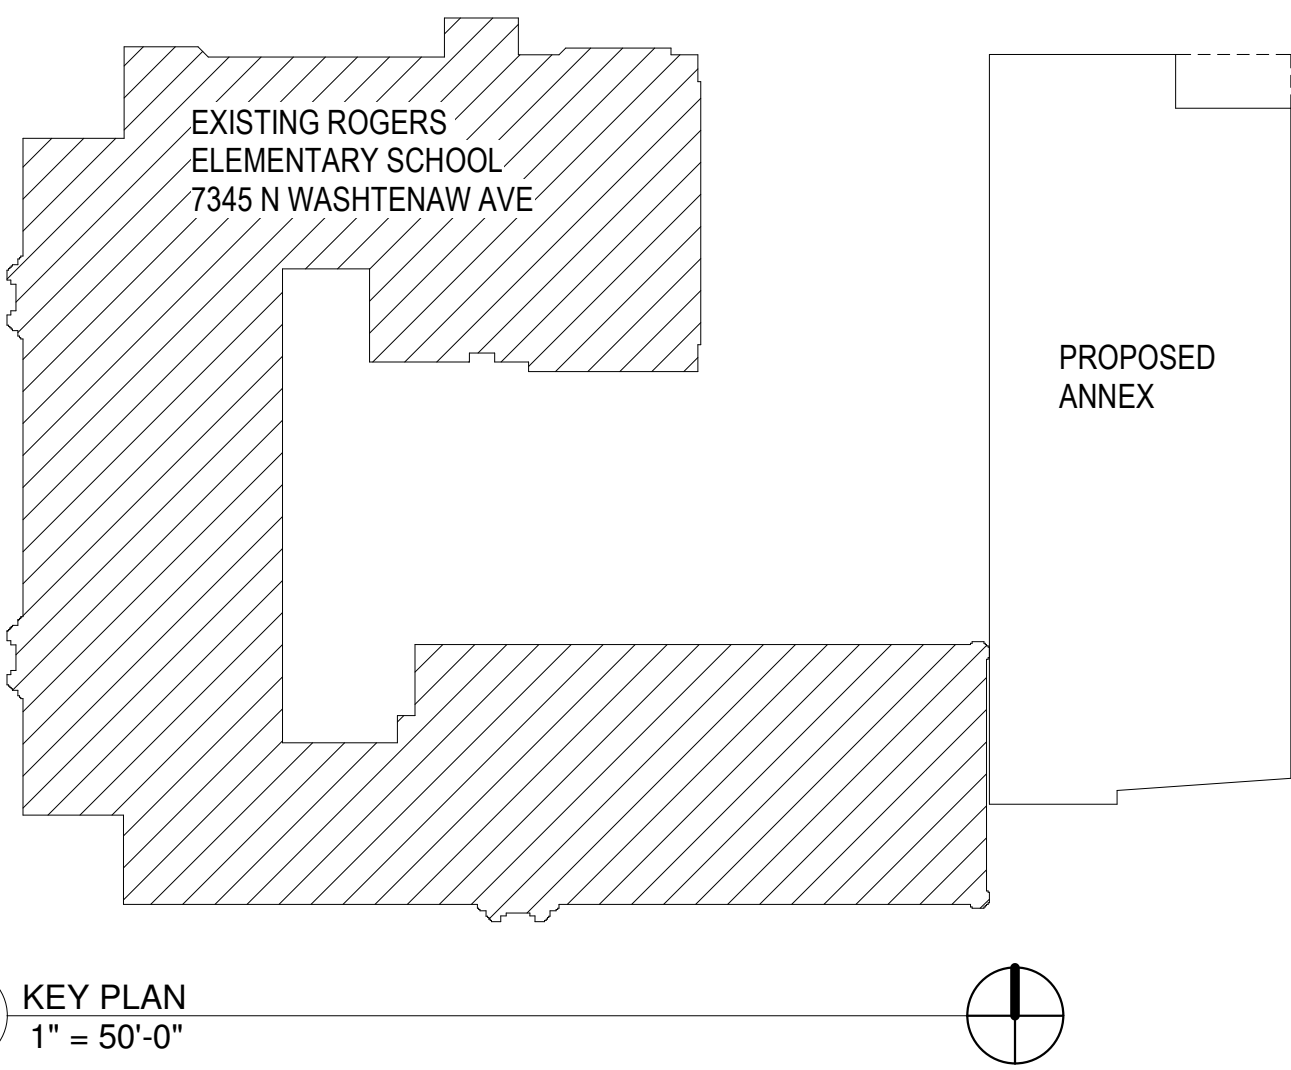 EXISTING ROGERS
ELEMENTARY SCHOOL
7345 N WASHTENAW AVE
PROPOSED
ANNEX
KEY PLAN
1" = 50'-0"